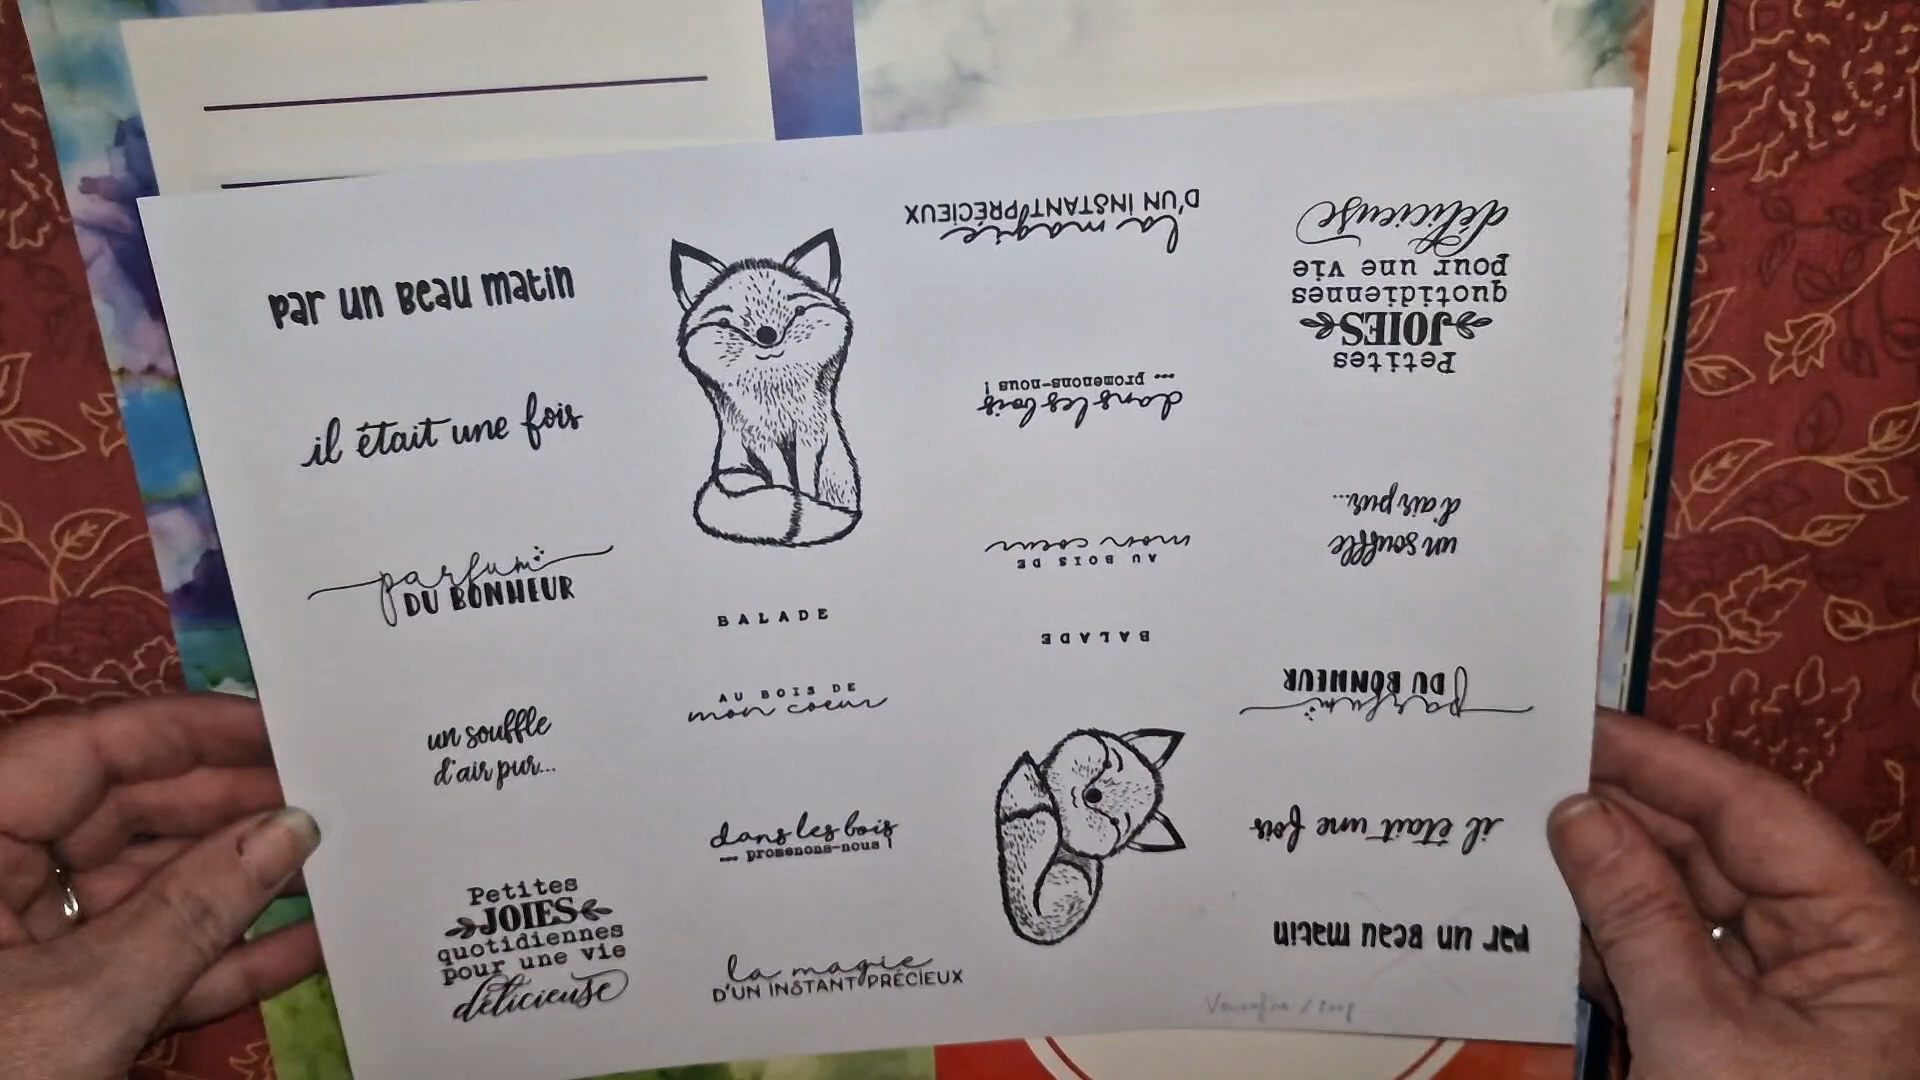 par un Beau matin
il était une fois
parfum
DU BONHEUR
un souffle
d'air pur...
Petites
JOIES
quotidiennes
pour une vie
délicieuse
BALADE
AU BOIS DE
mon coeur
dans les bois
... promenons-nous !
la magie
D'UN INSTANT PRÉCIEUX
la magie
D'UN INSTANT PRÉCIEUX
dans les bois
... promenons-nous !
AU BOIS DE
mon coeur
BALADE
Petites
JOIES
quotidiennes
pour une vie
délicieuse
un souffle
d'air pur...
parfum
DU BONHEUR
il était une fois
par un Beau matin